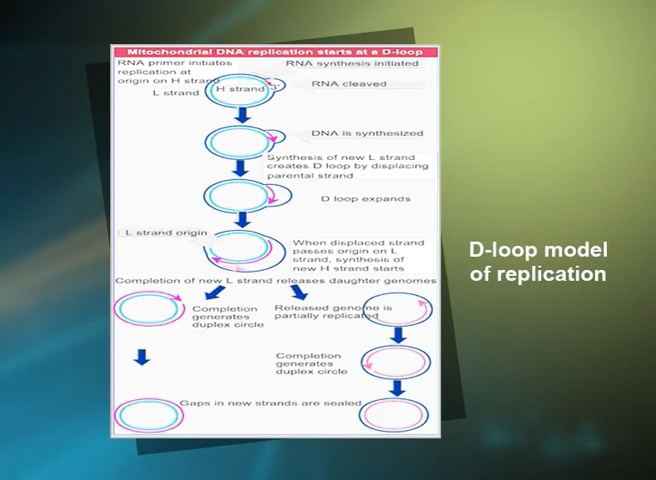 Mitochondrial DNA replication starts at a D-loop
RNA primer initiates
replication at
origin on H strand
RNA synthesis initiated
L strand
H strand
3'
RNA cleaved
DNA is synthesized
Synthesis of new L strand
creates D loop by displacing
parental strand
D loop expands
L strand origin
When displaced strand
passes origin on L
strand, synthesis of
new H strand starts
Completion of new L strand releases daughter genomes
Completion
generates
duplex circle
Released genome is
partially replicated
Completion
generates
duplex circle
Gaps in new strands are sealed
D-loop model
of replication